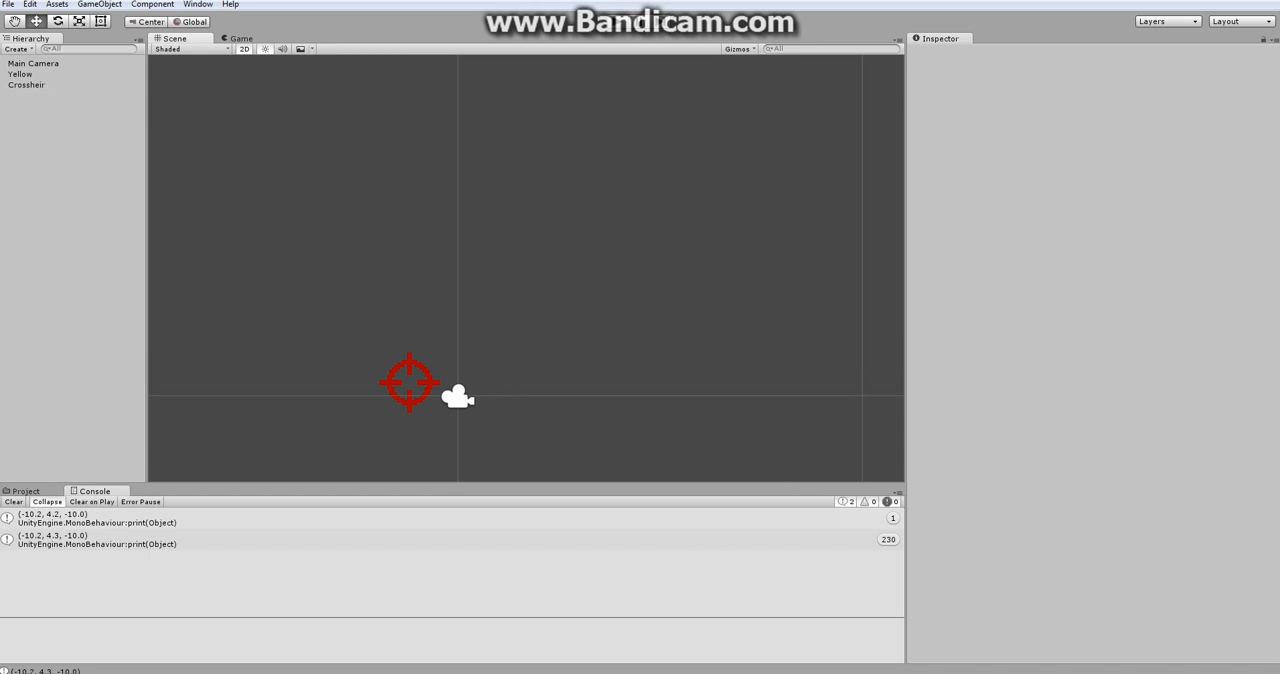 www.Bandicam.com
File Edit Assets GameObject Component Window Help
Center Global Layers Layout
Hierarchy Scene Game Inspector
Create All Shaded 2D Gizmos All
Main Camera
Yellow
Crossheir
Project Console
Clear Collapse Clear on Play Error Pause 2 0 0
(-10.2, 4.2, -10.0)
UnityEngine.MonoBehaviour:print(Object) 1
(-10.2, 4.3, -10.0)
UnityEngine.MonoBehaviour:print(Object) 230
(-10.2, 4.3, -10.0)